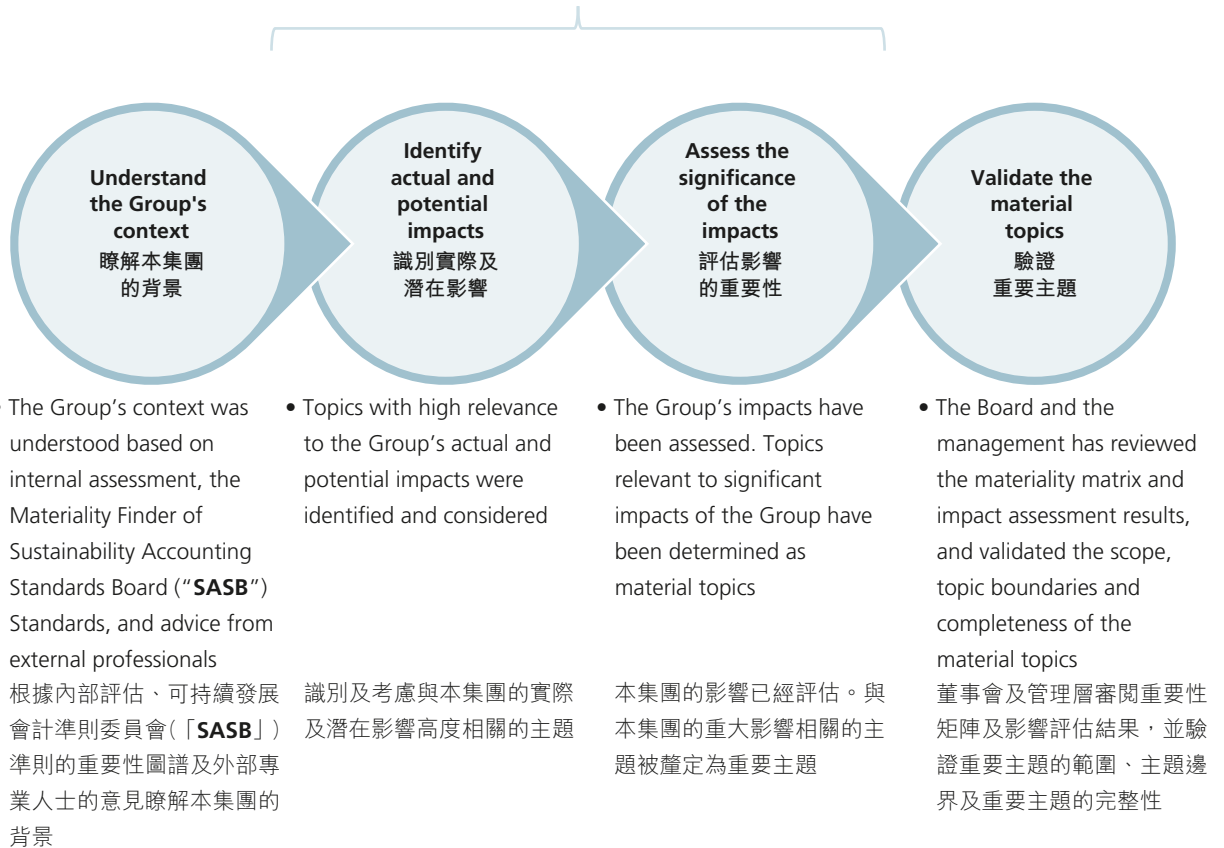 Understand
the Group's
context
瞭解本集團
的背景
Identify
actual and
potential
impacts
識別實際及
潛在影響
Assess the
significance
of the
impacts
評估影響
的重要性
Validate the
material
topics
驗證
重要主題
• The Group’s context was
understood based on
internal assessment, the
Materiality Finder of
Sustainability Accounting
Standards Board (“SASB”)
Standards, and advice from
external professionals
根據內部評估、可持續發展
會計準則委員會(「SASB」)
準則的重要性圖譜及外部專
業人士的意見瞭解本集團的
背景
• Topics with high relevance
to the Group’s actual and
potential impacts were
identified and considered
識別及考慮與本集團的實際
及潛在影響高度相關的主題
• The Group’s impacts have
been assessed. Topics
relevant to significant
impacts of the Group have
been determined as
material topics
本集團的影響已經評估。與
本集團的重大影響相關的主
題被釐定為重要主題
• The Board and the
management has reviewed
the materiality matrix and
impact assessment results,
and validated the scope,
topic boundaries and
completeness of the
material topics
董事會及管理層審閱重要性
矩陣及影響評估結果，並驗
證重要主題的範圍、主題邊
界及重要主題的完整性